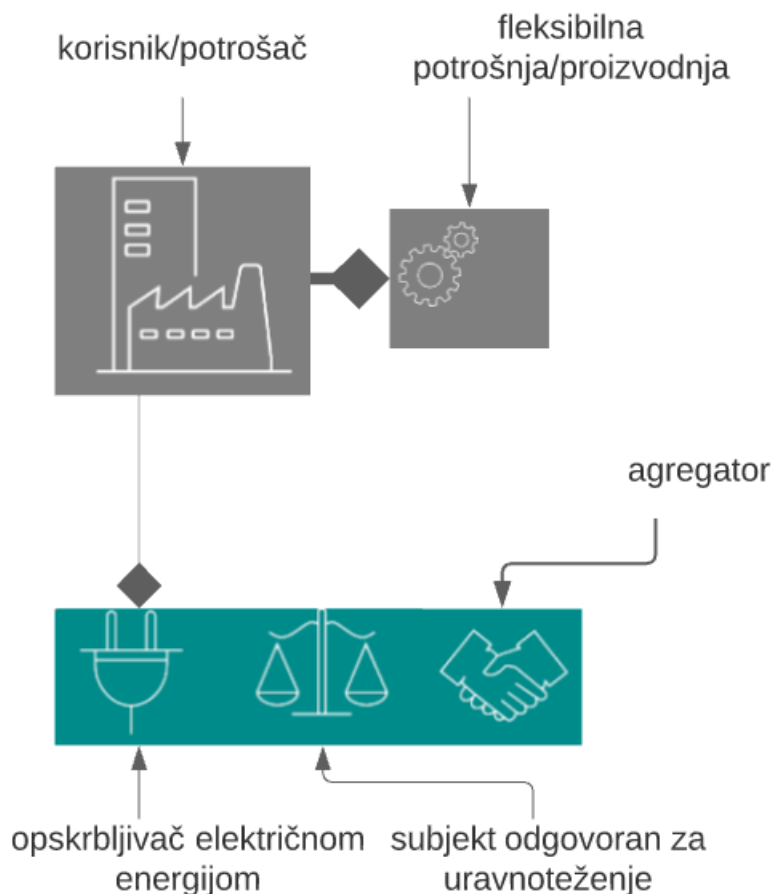 korisnik/potrošač
fleksibilna
potrošnja/proizvodnja
agregator
opskrbljivač električnom
energijom
subjekt odgovoran za
uravnoteženje